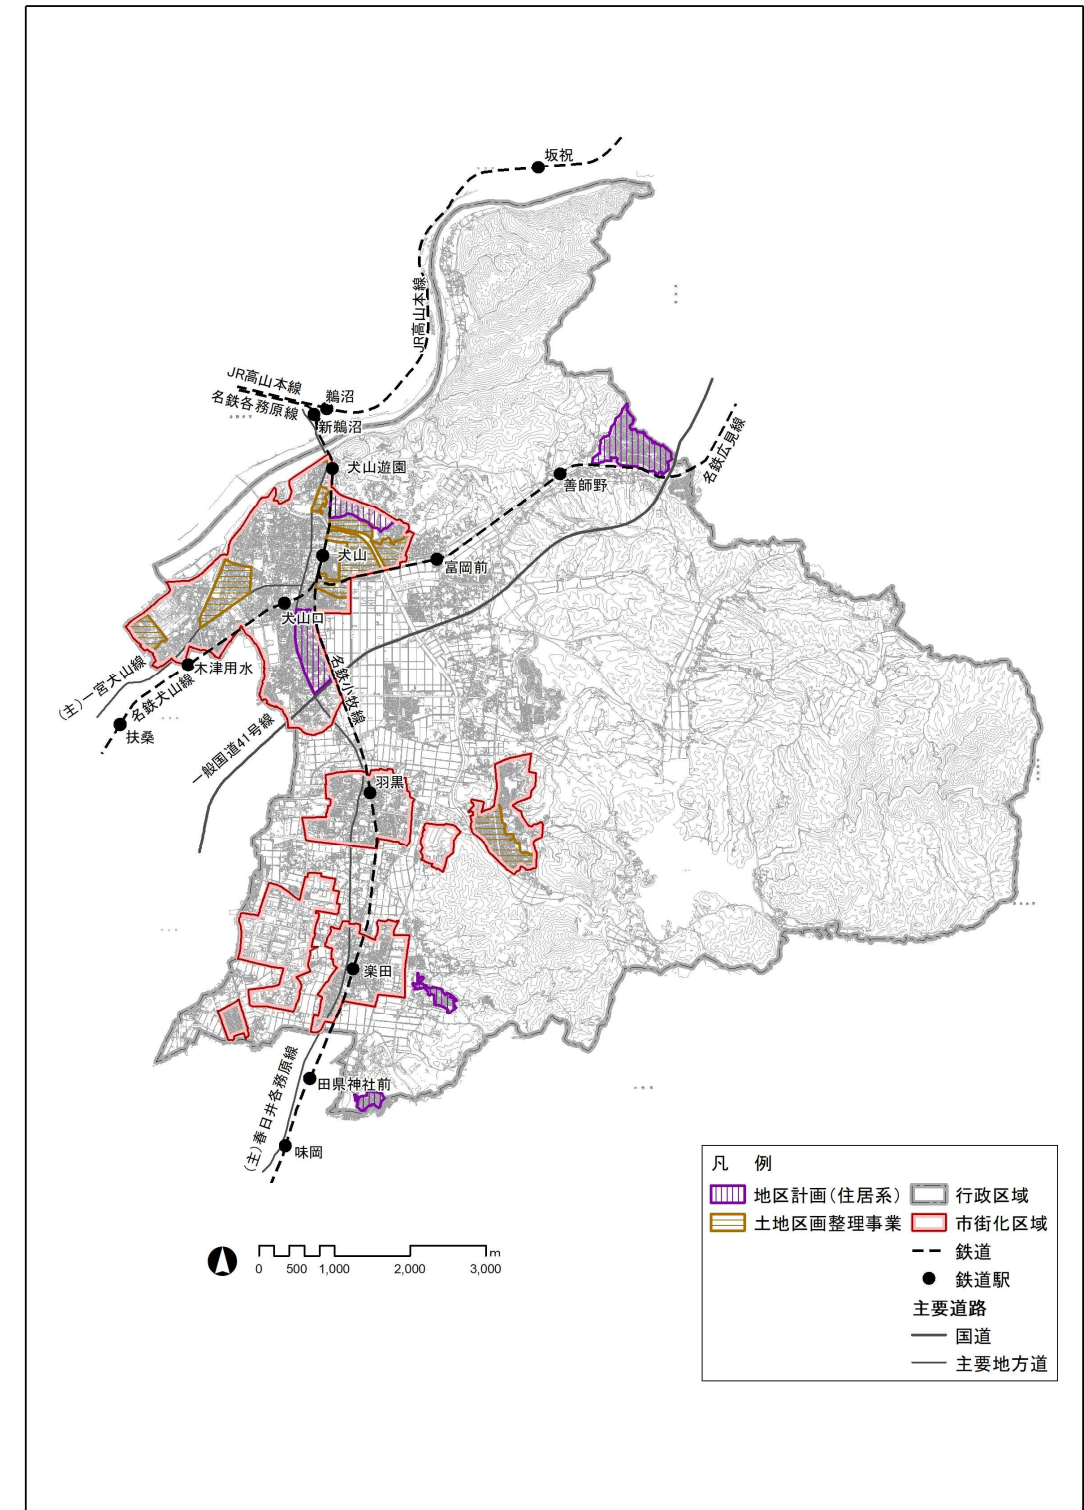 坂祝
JR高山本線
JR高山本線
鵜沼
名鉄各務原線
新鵜沼
犬山遊園
名鉄広見線
善師野
犬山
富岡前
犬山口
木津用水
(主)一宮犬山線
名鉄犬山線
名鉄小牧線
扶桑
一般国道41号線
羽黒
楽田
(主)春日井各務原線
田県神社前
味岡
凡 例
地区計画(住居系)
行政区域
土地区画整理事業
市街化区域
鉄道
鉄道駅
主要道路
国道
主要地方道
m
0 500 1,000 2,000 3,000